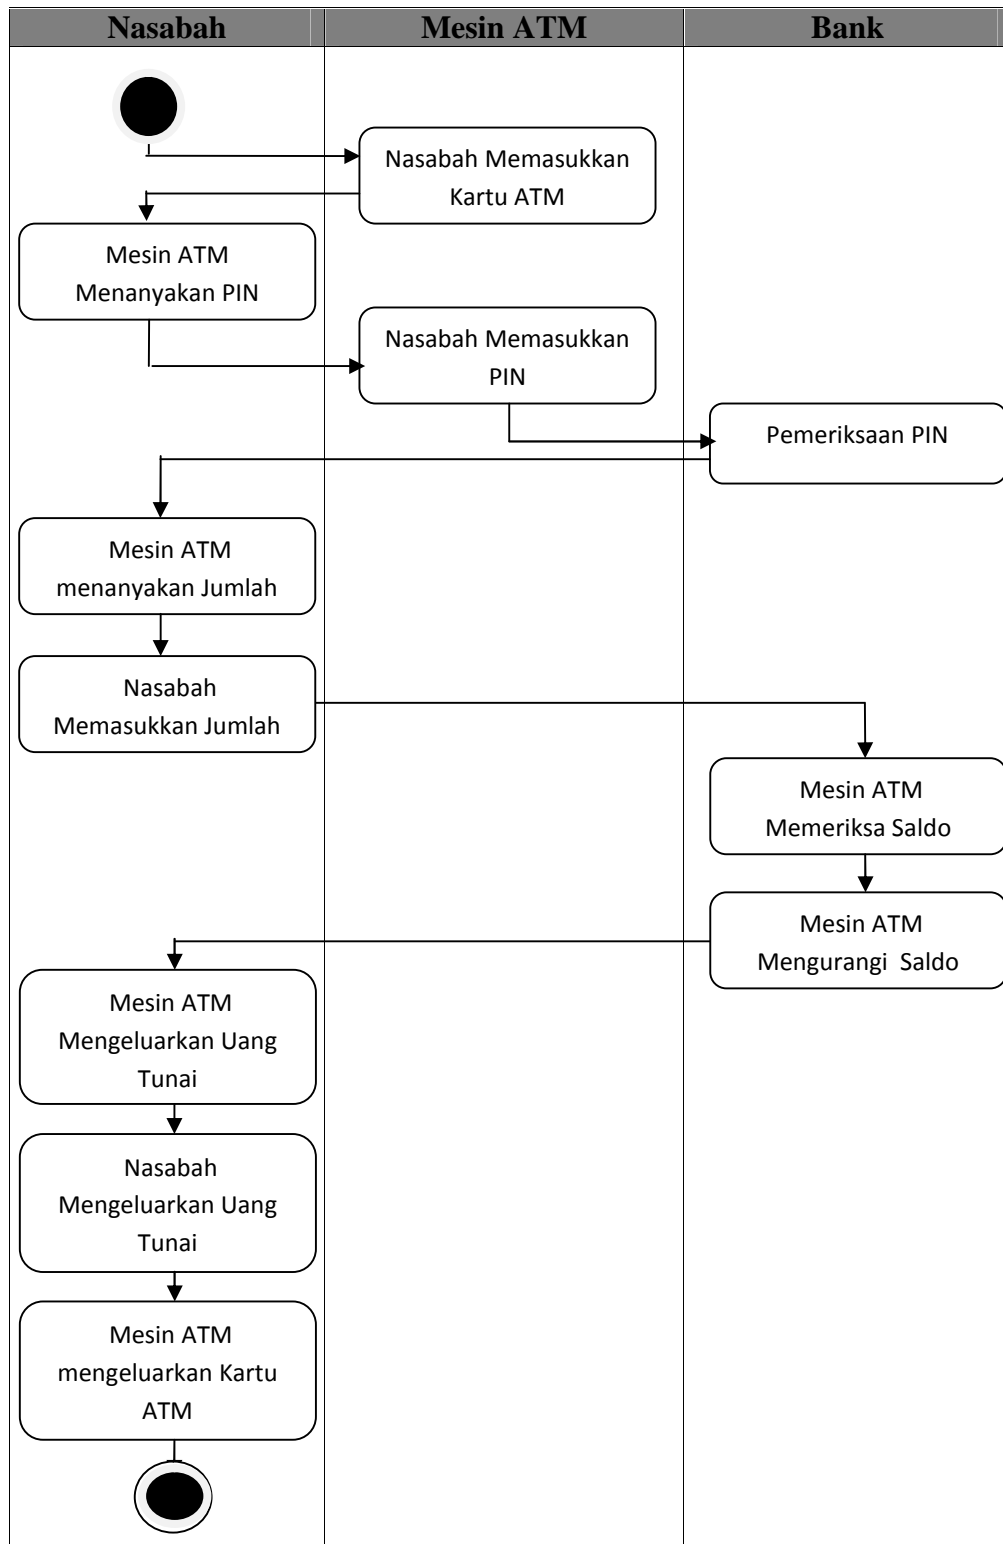 Nasabah Mesin ATM Bank
Nasabah Memasukkan
Kartu ATM
Mesin ATM
Menanyakan PIN
Nasabah Memasukkan
PIN
Pemeriksaan PIN
Mesin ATM
menanyakan Jumlah
Nasabah
Memasukkan Jumlah
Mesin ATM
Memeriksa Saldo
Mesin ATM
Mengurangi  Saldo
Mesin ATM
Mengeluarkan Uang
Tunai
Nasabah
Mengeluarkan Uang
Tunai
Mesin ATM
mengeluarkan Kartu
ATM